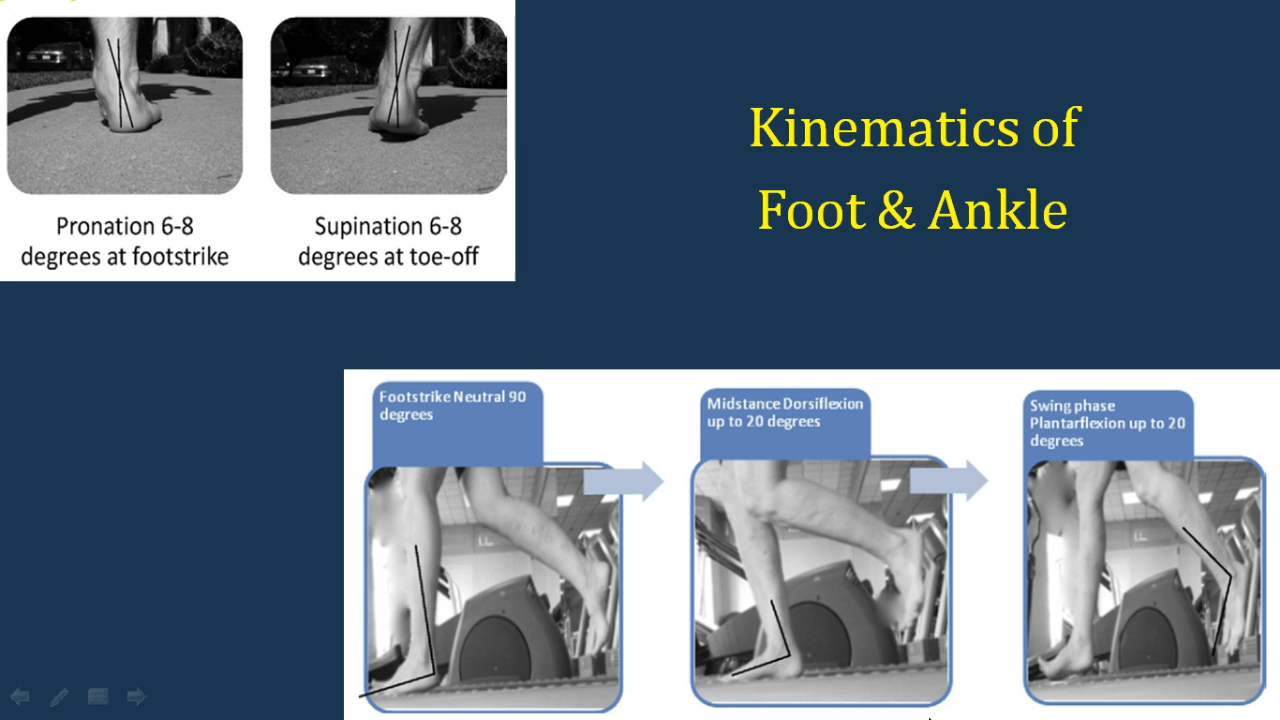 Kinematics of
Foot & Ankle
Pronation 6-8
degrees at footstrike
Supination 6-8
degrees at toe-off
Footstrike Neutral 90
degrees
Midstance Dorsiflexion
up to 20 degrees
Swing phase
Plantarflexion up to 20
degrees